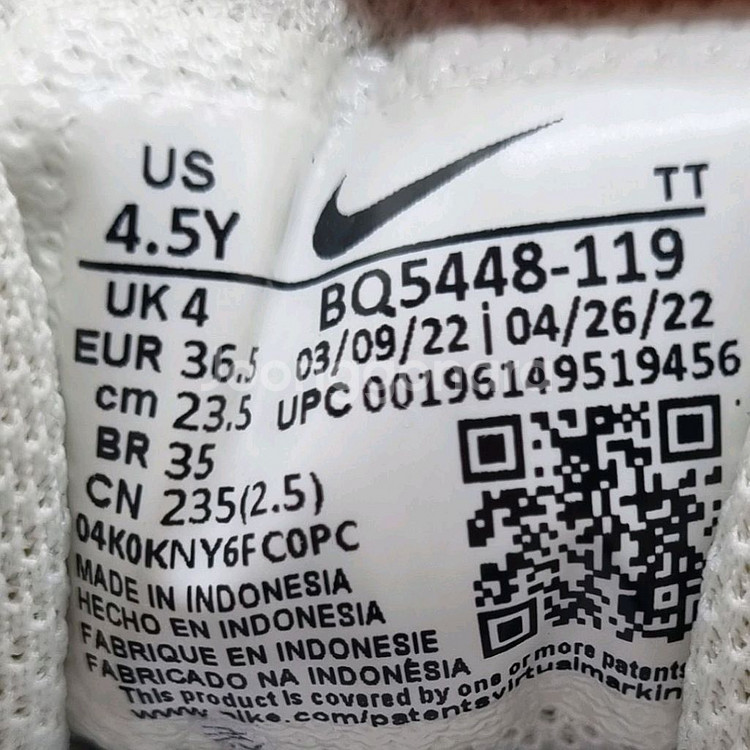 US
4.5Y
TT
UK 4
EUR 36.5
cm 23.5
BR 35
CN 235(2.5)
BQ5448-119
03/09/22 | 04/26/22
UPC 00196149519456
04K0KNY6FC0PC
MADE IN INDONESIA
HECHO EN INDONESIA
FABRIQUE EN INDONESIE
FABRICADO NA INDONÉSIA
This product is covered by one or more patents